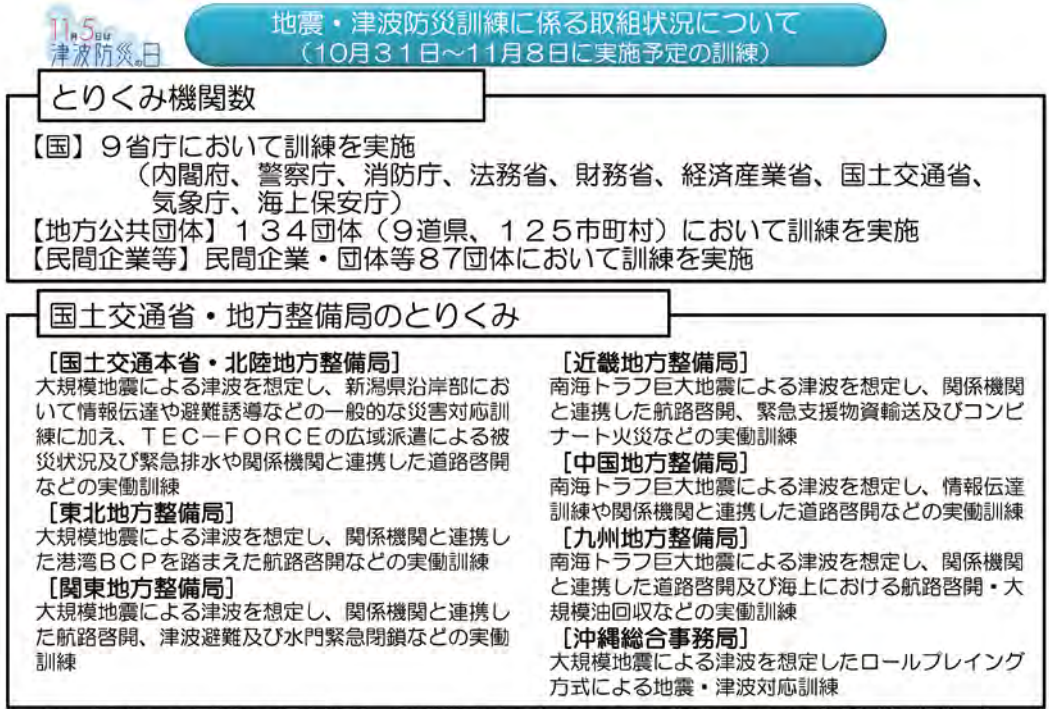 11月5日は
津波防災の日
地震・津波防災訓練に係る取組状況について
（10月31日～11月8日に実施予定の訓練）
とりくみ機関数
【国】９省庁において訓練を実施
（内閣府、警察庁、消防庁、法務省、財務省、経済産業省、国土交通省、
気象庁、海上保安庁）
【地方公共団体】１３４団体（９道県、１２５市町村）において訓練を実施
【民間企業等】民間企業・団体等８７団体において訓練を実施
国土交通省・地方整備局のとりくみ
［国土交通本省・北陸地方整備局］
大規模地震による津波を想定し、新潟県沿岸部にお
いて情報伝達や避難誘導などの一般的な災害対応訓
練に加え、ＴＥＣ－ＦＯＲＣＥの広域派遣による被
災状況及び緊急排水や関係機関と連携した道路啓開
などの実働訓練
［東北地方整備局］
大規模地震による津波を想定し、関係機関と連携し
た港湾ＢＣＰを踏まえた航路啓開などの実働訓練
［関東地方整備局］
大規模地震による津波を想定し、関係機関と連携し
た航路啓開、津波避難及び水門緊急閉鎖などの実働
訓練
［近畿地方整備局］
南海トラフ巨大地震による津波を想定し、関係機関
と連携した航路啓開、緊急支援物資輸送及びコンビ
ナート火災などの実働訓練
［中国地方整備局］
南海トラフ巨大地震による津波を想定し、情報伝達
訓練や関係機関と連携した道路啓開などの実働訓練
［九州地方整備局］
南海トラフ巨大地震による津波を想定し、関係機関
と連携した道路啓開及び海上における航路啓開・大
規模油回収などの実働訓練
［沖縄総合事務局］
大規模地震による津波を想定したロールプレイング
方式による地震・津波対応訓練